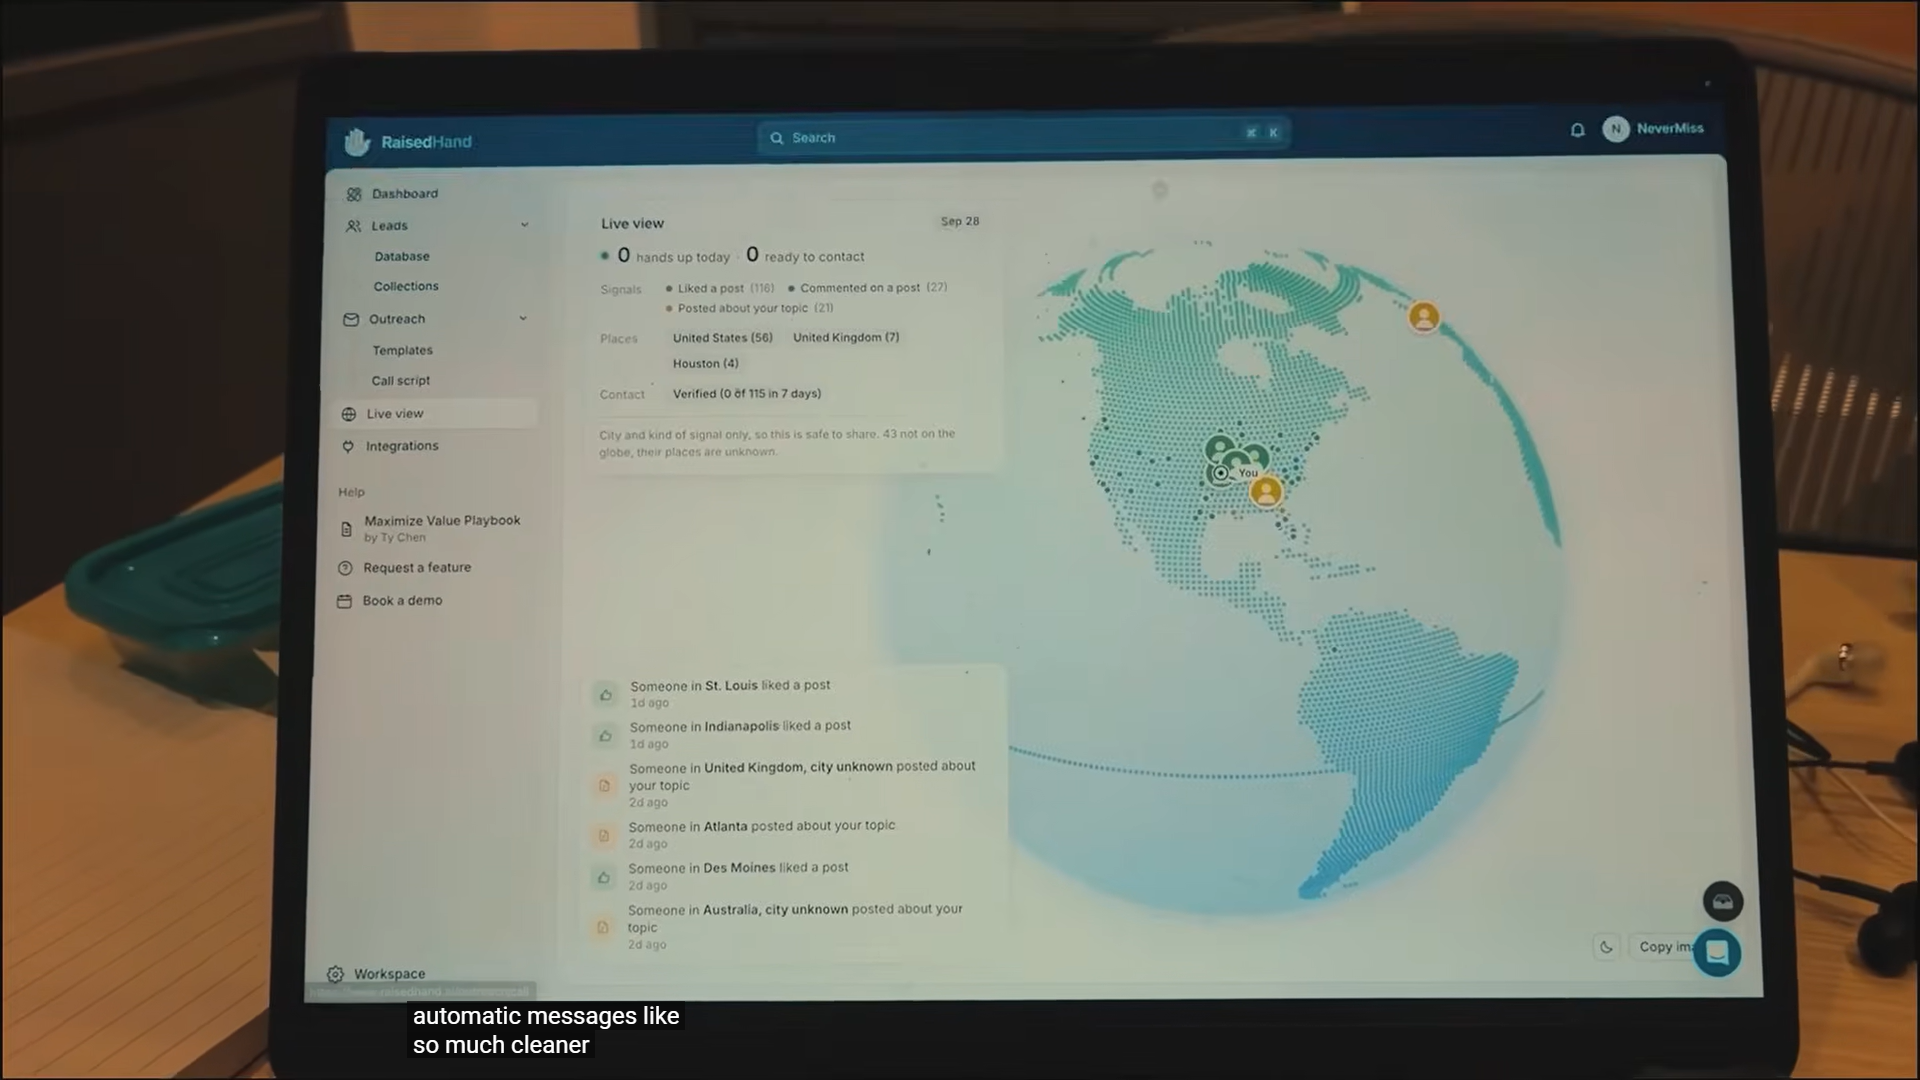 RaisedHand
Search
⌘ K
N NeverMiss
Dashboard
Leads
Database
Collections
Outreach
Templates
Call script
Live view
Integrations
Help
Maximize Value Playbook
by Ty Chen
Request a feature
Book a demo
Workspace
Live view Sep 28
0 hands up today · 0 ready to contact
Signals Liked a post (116) Commented on a post (27)
Posted about your topic (21)
Places United States (56) United Kingdom (7)
Houston (4)
Contact Verified (0 of 115 in 7 days)
City and kind of signal only, so this is safe to share. 43 not on the
globe, their places are unknown.
You
Someone in St. Louis liked a post
1d ago
Someone in Indianapolis liked a post
1d ago
Someone in United Kingdom, city unknown posted about
your topic
2d ago
Someone in Atlanta posted about your topic
2d ago
Someone in Des Moines liked a post
2d ago
Someone in Australia, city unknown posted about your
topic
2d ago
Copy
automatic messages like
so much cleaner